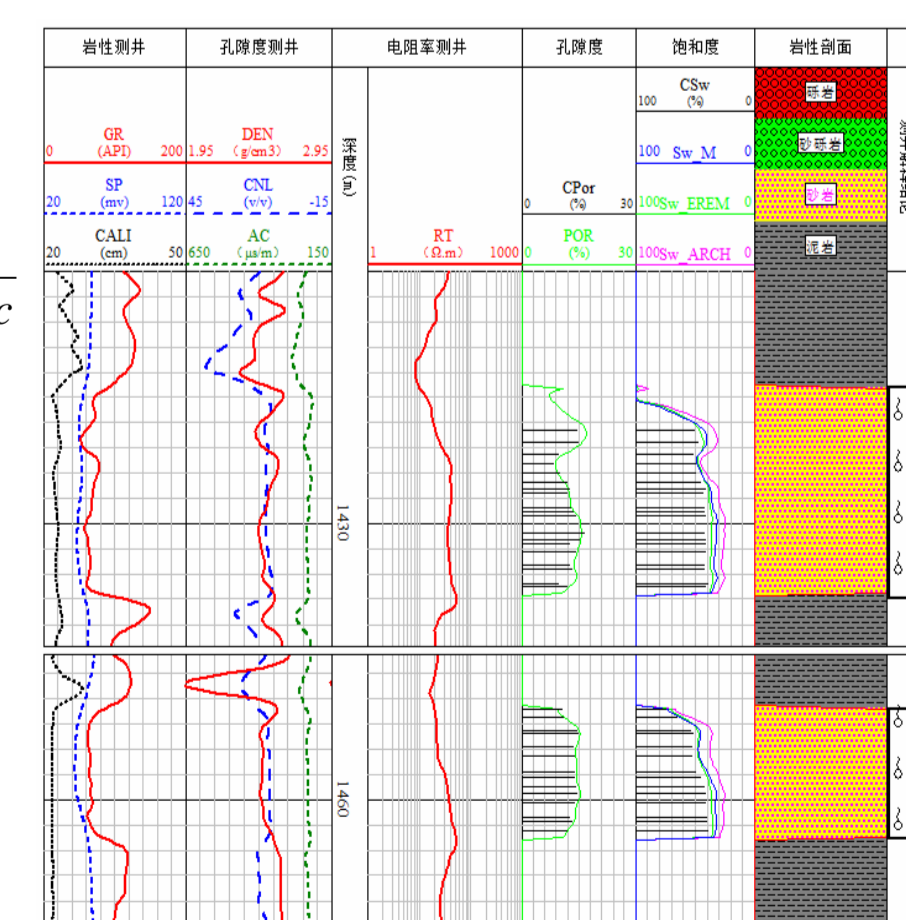 岩性测井 孔隙度测井 电阻率测井 孔隙度 饱和度 岩性剖面
CSw
100 (%) 0
砾岩
GR DEN
0 (API) 200 1.95 (g/cm3) 2.95
深度(m)
100 Sw_M 0
砂砾岩
SP CNL CPor
20 (mv) 120 45 (v/v) -15 0 (%) 30 100Sw_EREM 0
砂岩
CALI AC RT POR
20 (cm) 50 650 (μs/m) 150 1 (Ω.m) 1000 0 (%) 30 100Sw_ARCH 0
泥岩
c
1430
1460